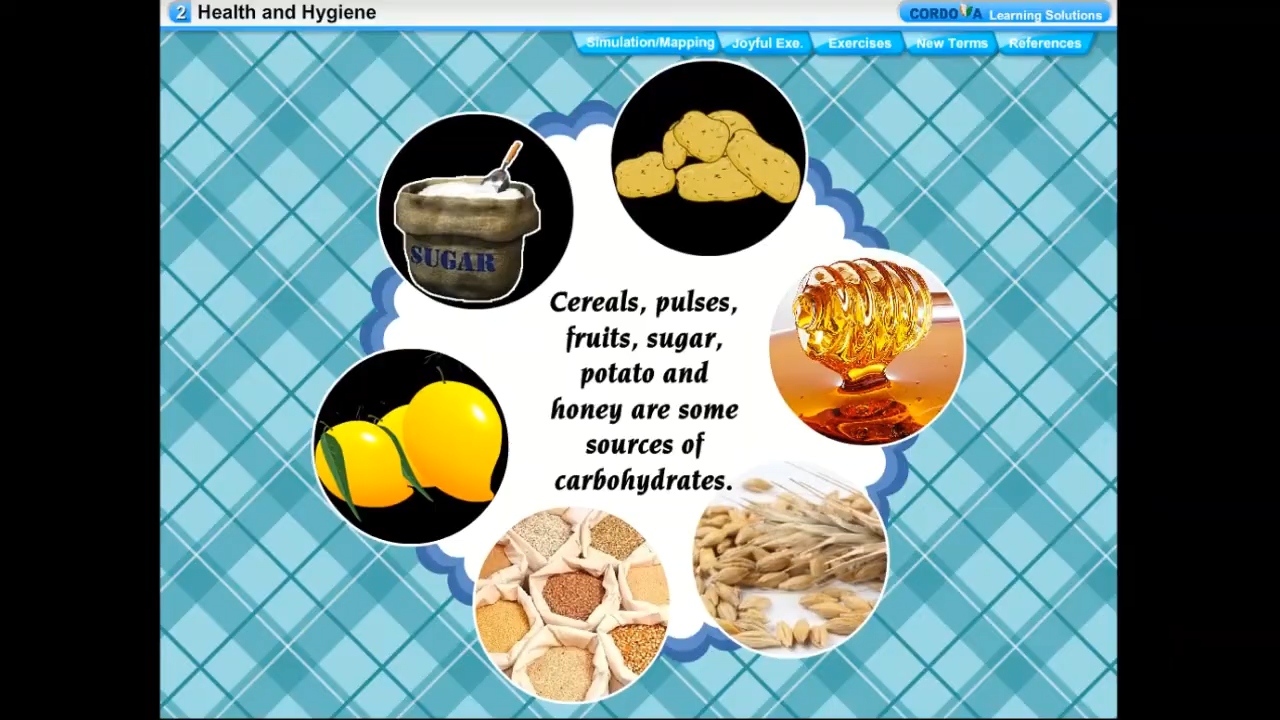 2 Health and Hygiene
CORDOVA Learning Solutions
Simulation/Mapping
Joyful Exe.
Exercises
New Terms
References
SUGAR
Cereals, pulses,
fruits, sugar,
potato and
honey are some
sources of
carbohydrates.